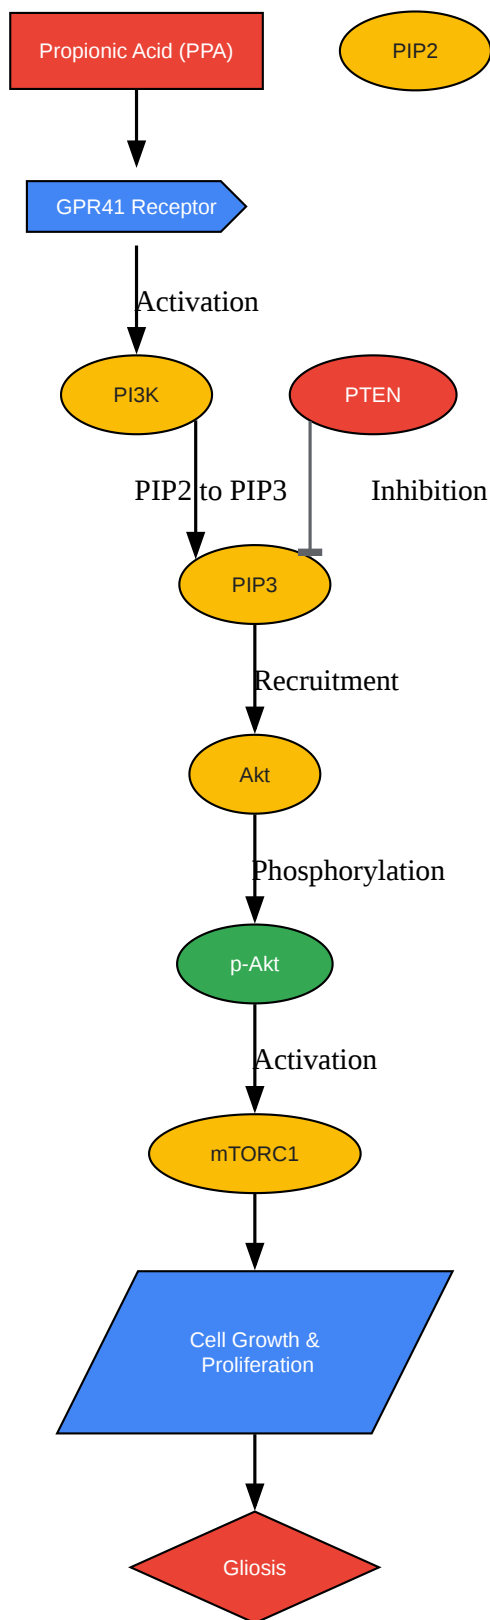 Propionic Acid (PPA)
PIP2
GPR41 Receptor
Activation
PI3K
PTEN
PIP2 to PIP3
Inhibition
PIP3
Recruitment
Akt
Phosphorylation
p-Akt
Activation
mTORC1
Cell Growth &
Proliferation
Gliosis